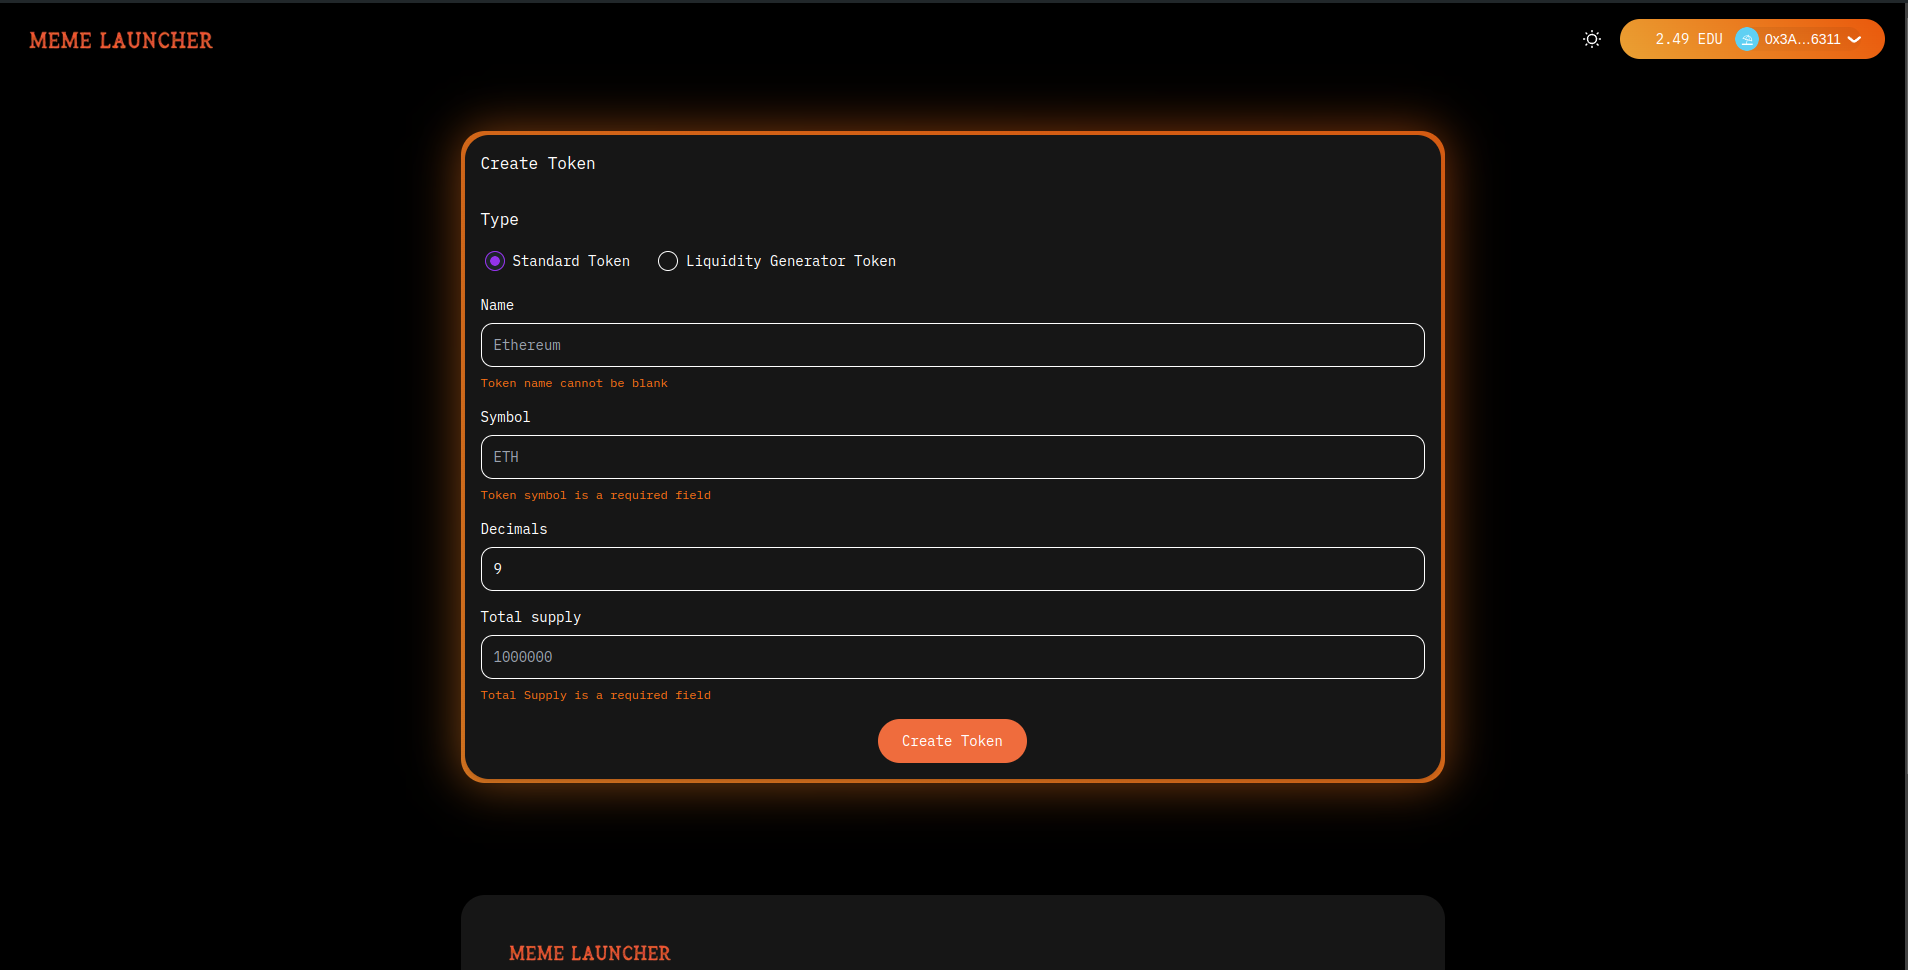 MEME LAUNCHER
2.49 EDU 0x3A...6311
Create Token
Type
Standard Token Liquidity Generator Token
Name
Ethereum
Token name cannot be blank
Symbol
ETH
Token symbol is a required field
Decimals
9
Total supply
1000000
Total Supply is a required field
Create Token
MEME LAUNCHER